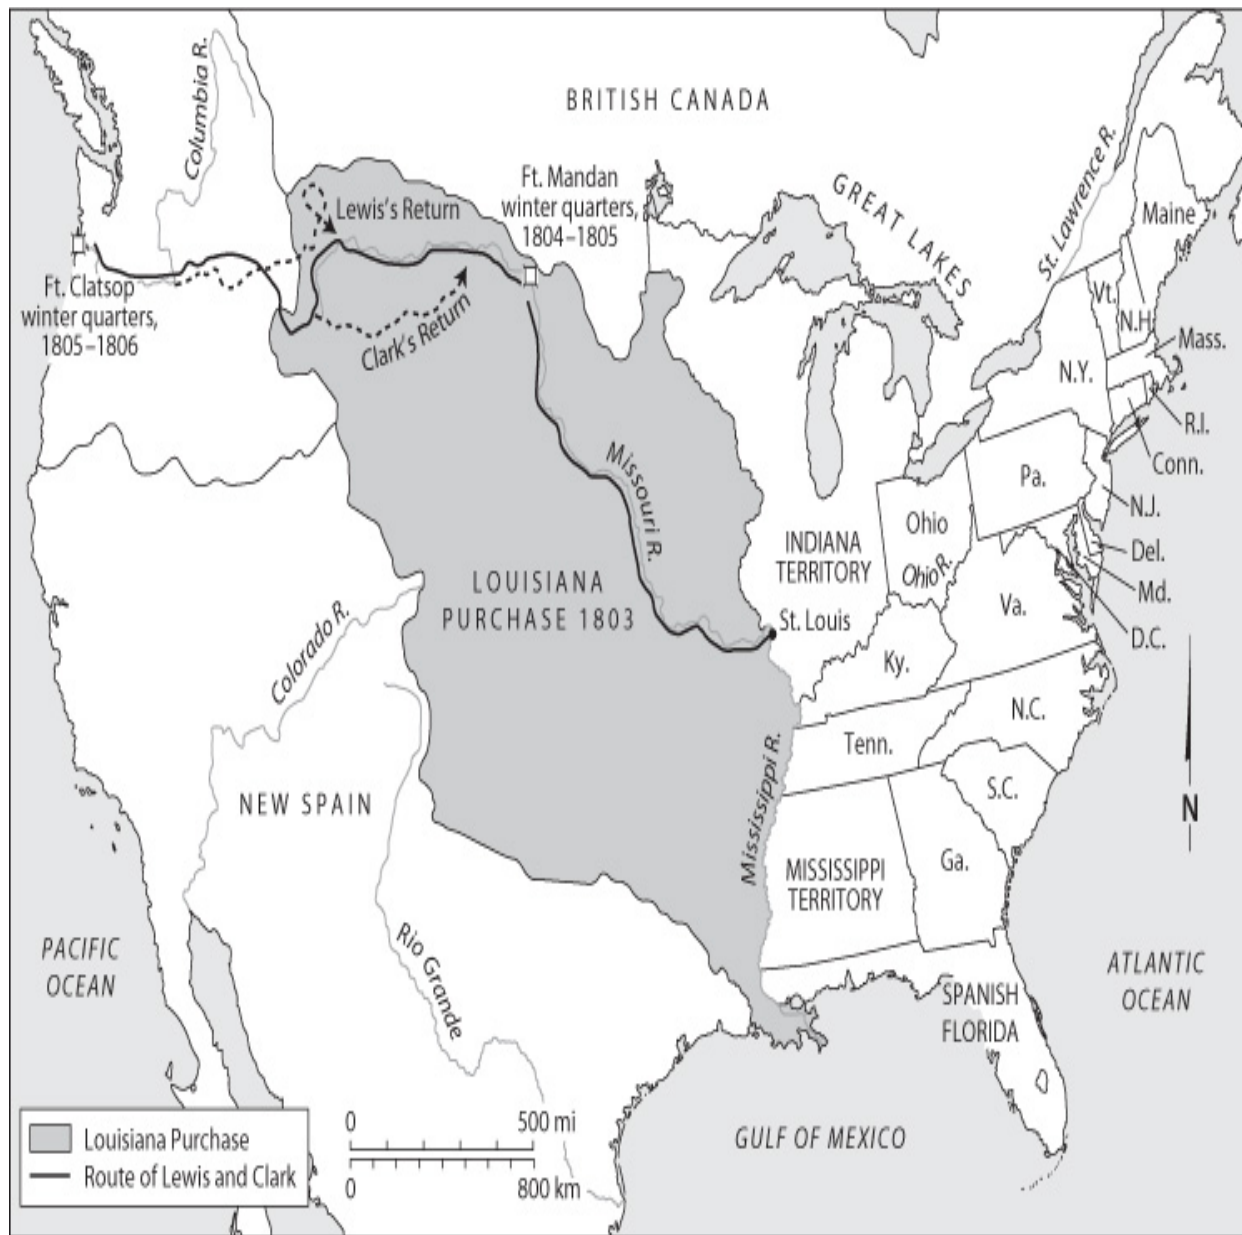 BRITISH CANADA
Columbia R.
Ft. Mandan
winter quarters,
1804–1805
Lewis's Return
GREAT LAKES
St. Lawrence R.
Maine
Vt.
N.H
Mass.
N.Y.
R.I.
Conn.
Ft. Clatsop
winter quarters,
1805–1806
Clark's Return
Missouri R.
Pa.
N.J.
Ohio
Del.
INDIANA
TERRITORY
Ohio R.
Md.
Va.
D.C.
LOUISIANA
PURCHASE 1803
St. Louis
Ky.
Colorado R.
N.C.
Tenn.
S.C.
NEW SPAIN
Mississippi R.
N
MISSISSIPPI
TERRITORY
Ga.
PACIFIC
OCEAN
Rio Grande
ATLANTIC
OCEAN
SPANISH
FLORIDA
GULF OF MEXICO
Louisiana Purchase
Route of Lewis and Clark
0 500 mi
0 800 km